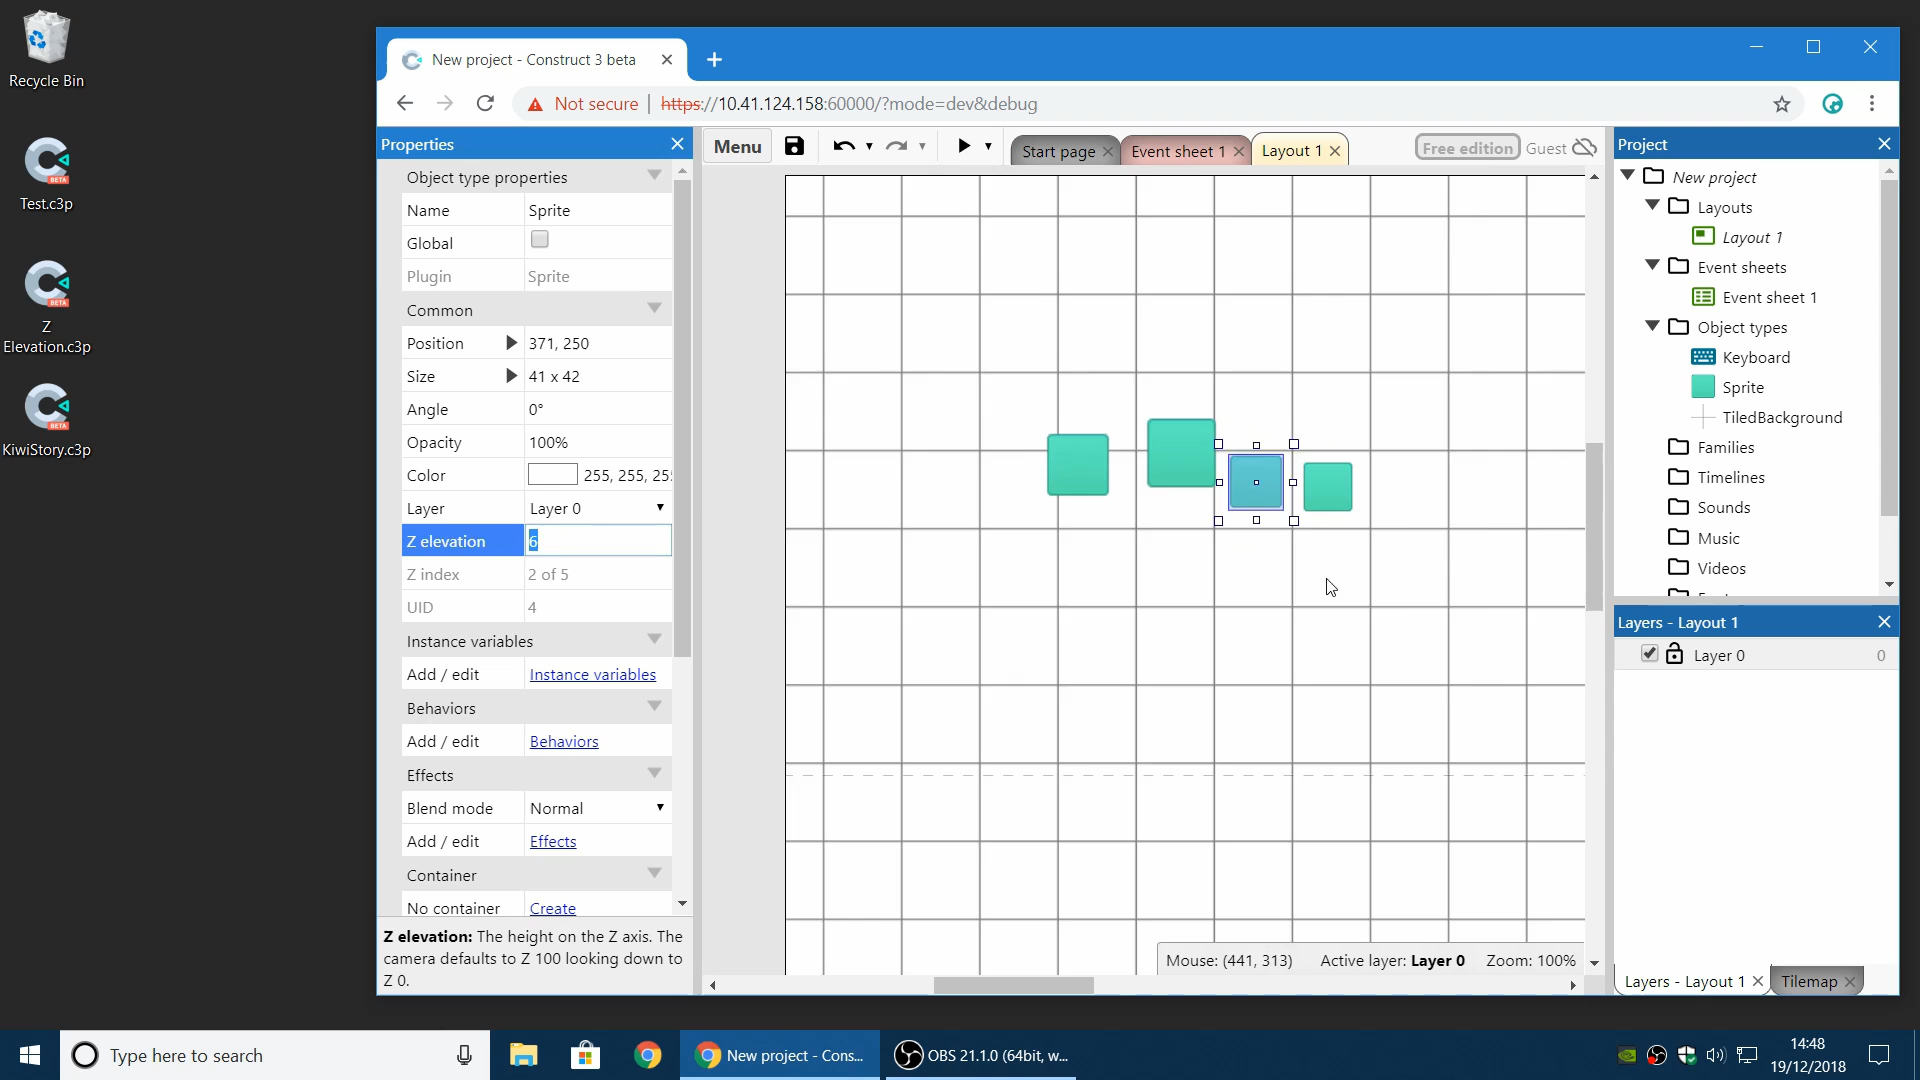 Recycle Bin
Test.c3p
Z
Elevation.c3p
KiwiStory.c3p
New project - Construct 3 beta
Not secure | https://10.41.124.158:60000/?mode=dev&debug
Properties
Object type properties
Name Sprite
Global
Plugin Sprite
Common
Position 371, 250
Size 41 x 42
Angle 0°
Opacity 100%
Color 255, 255, 25
Layer Layer 0
Z elevation 6
Z index 2 of 5
UID 4
Instance variables
Add / edit Instance variables
Behaviors
Add / edit Behaviors
Effects
Blend mode Normal
Add / edit Effects
Container
No container Create
Z elevation: The height on the Z axis. The
camera defaults to Z 100 looking down to
Z 0.
Menu
Start page
Event sheet 1
Layout 1
Free edition Guest
Mouse: (441, 313) Active layer: Layer 0 Zoom: 100%
Project
New project
Layouts
Layout 1
Event sheets
Event sheet 1
Object types
Keyboard
Sprite
TiledBackground
Families
Timelines
Sounds
Music
Videos
Layers - Layout 1
Layer 0 0
Layers - Layout 1
Tilemap
Type here to search
New project - Cons...
OBS 21.1.0 (64bit, w...
14:48
19/12/2018